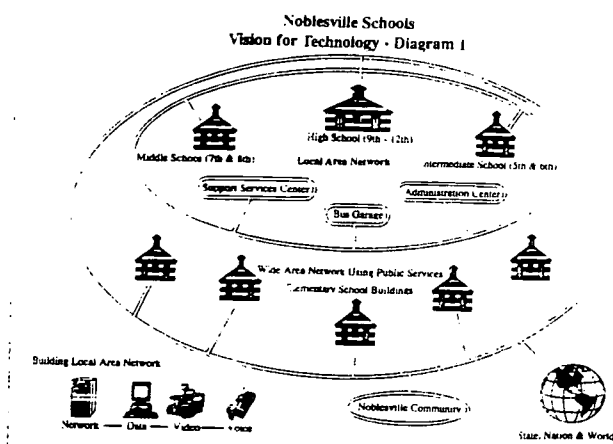 Noblesville Schools
Vision for Technology - Diagram 1
High School (9th - 12th)
Middle School (7th & 8th)
Local Area Network
Intermediate School (5th & 6th)
Support Services Center
Administration Center
Bus Garage
Wide Area Network Using Public Services
Elementary School Buildings
Building Local Area Network
Network — Data — Video — Voice
Noblesville Community
State, Nation & World